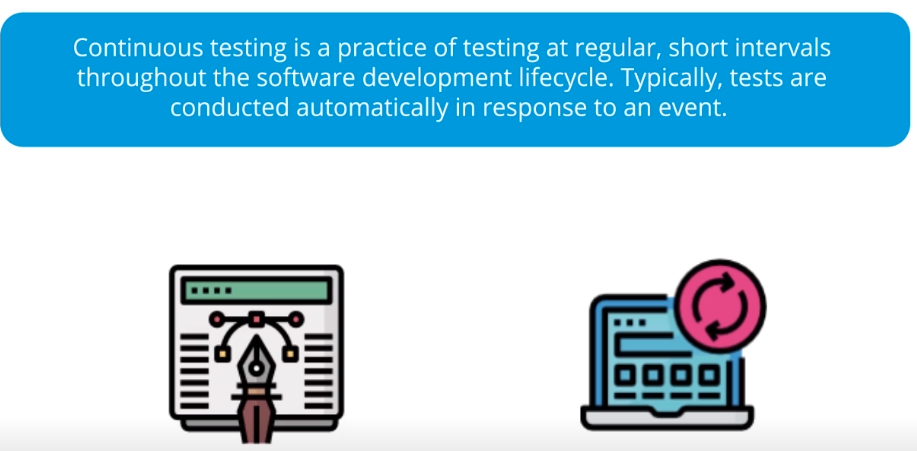 Continuous testing is a practice of testing at regular, short intervals
throughout the software development lifecycle. Typically, tests are
conducted automatically in response to an event.